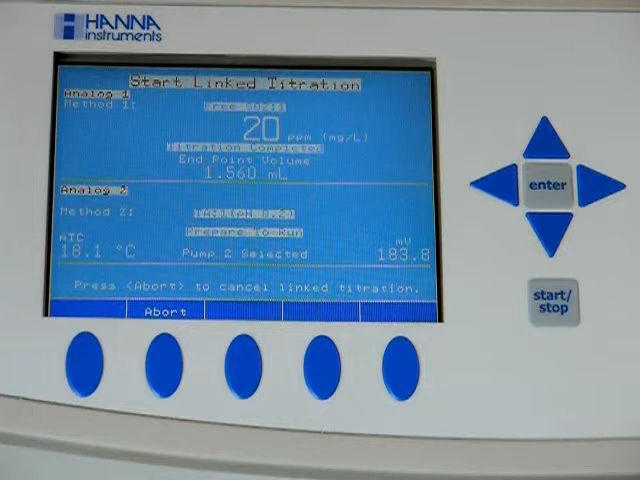 HANNA
instruments
Start Linked Titration
Analog 1
Method 1:
20 ppm (mg/L)
Titration Completed
End Point Volume
1.560 mL
Analog 2
Method 2:
Prepare To Run
ATC
mV
18.1 °C
Pump 2 Selected
183.8
Press <Abort> to cancel linked titration.
Abort
enter
start/
stop